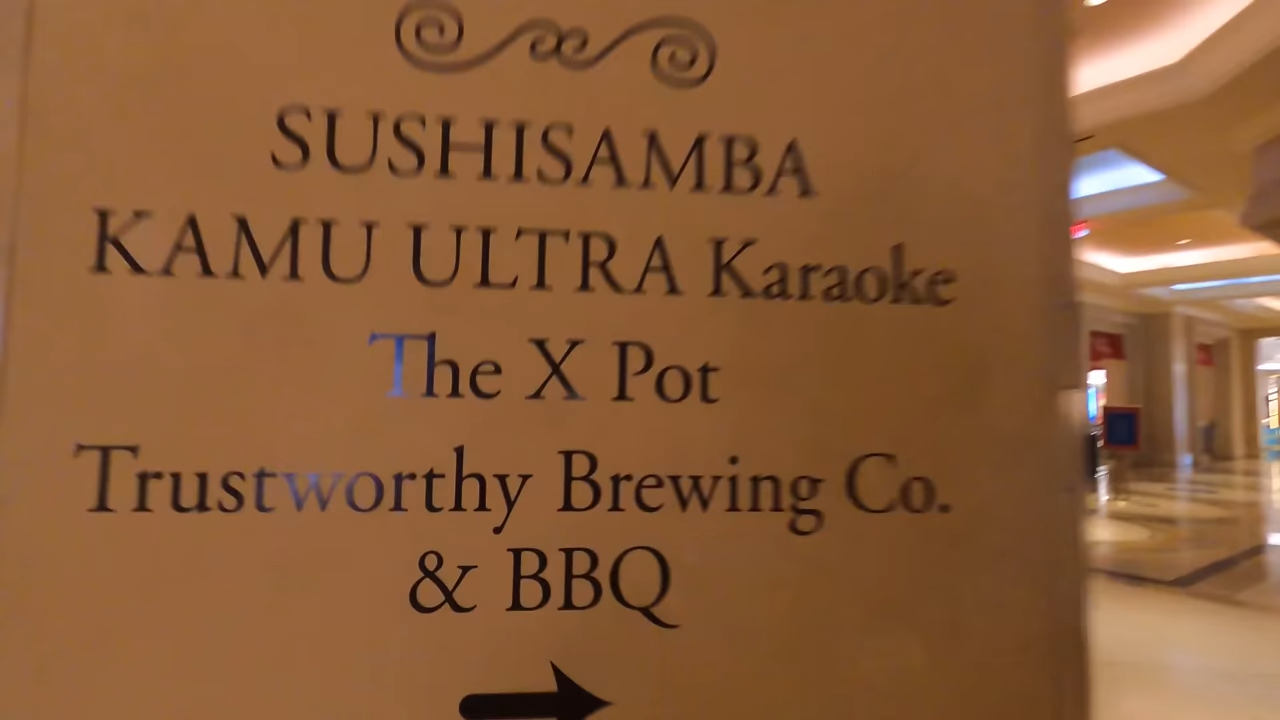 SUSHISAMBA
KAMU ULTRA Karaoke
The X Pot
Trustworthy Brewing Co.
& BBQ